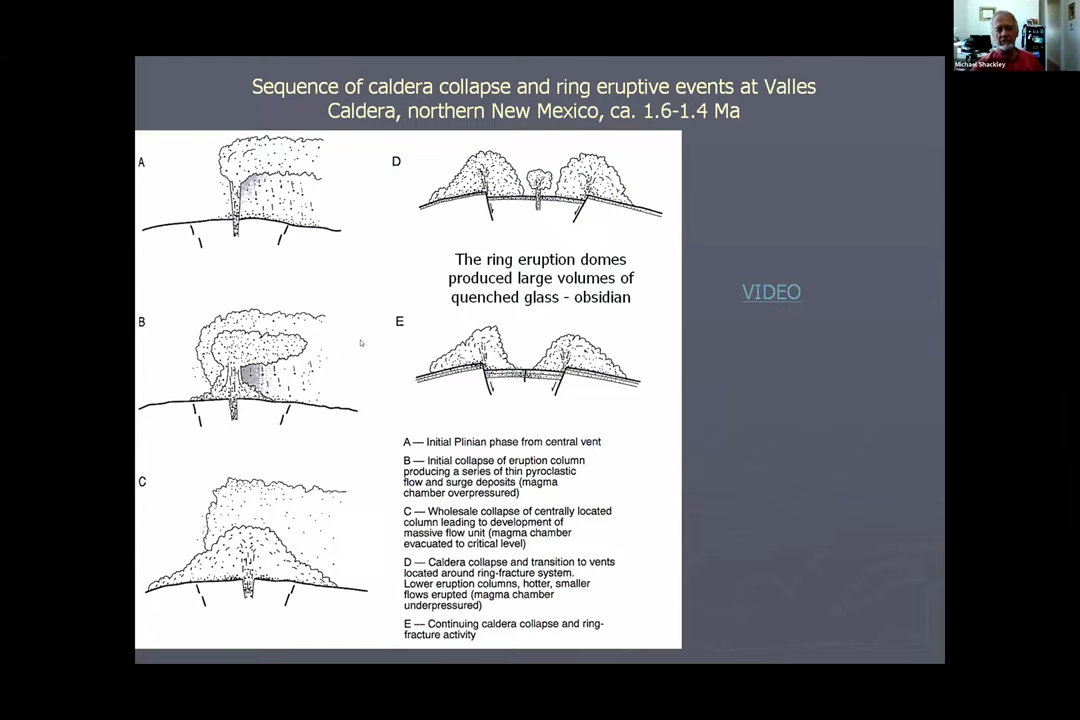 Michael Shackley
Sequence of caldera collapse and ring eruptive events at Valles
Caldera, northern New Mexico, ca. 1.6-1.4 Ma
A
D
The ring eruption domes
produced large volumes of
quenched glass - obsidian
VIDEO
B
E
C
A — Initial Plinian phase from central vent
B — Initial collapse of eruption column
producing a series of thin pyroclastic
flow and surge deposits (magma
chamber overpressured)
C — Wholesale collapse of centrally located
column leading to development of
massive flow unit (magma chamber
evacuated to critical level)
D — Caldera collapse and transition to vents
located around ring-fracture system.
Lower eruption columns, hotter, smaller
flows erupted (magma chamber
underpressured)
E — Continuing caldera collapse and ring-
fracture activity